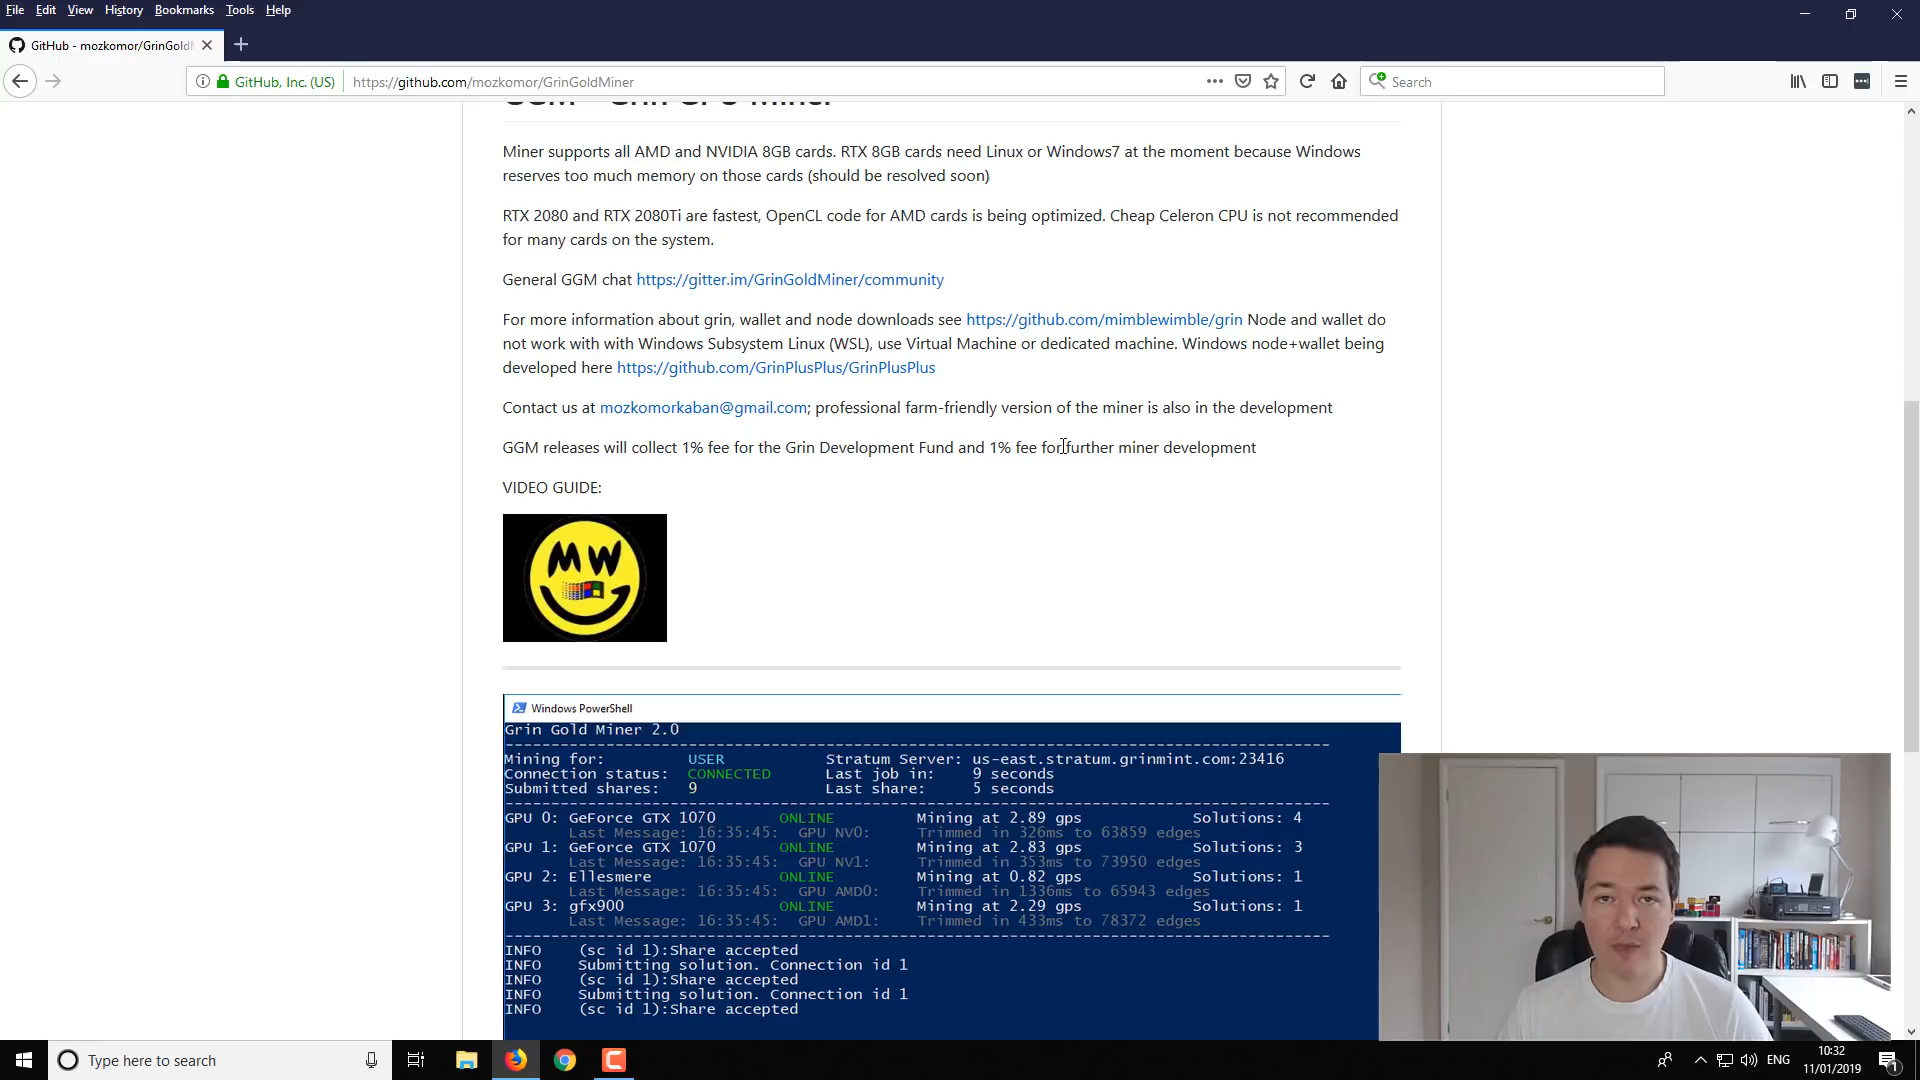 File Edit View History Bookmarks Tools Help
GitHub - mozkomor/GrinGoldM
GitHub, Inc. (US) https://github.com/mozkomor/GrinGoldMiner Search
GGM - Grin GPU Miner
Miner supports all AMD and NVIDIA 8GB cards. RTX 8GB cards need Linux or Windows7 at the moment because Windows
reserves too much memory on those cards (should be resolved soon)
RTX 2080 and RTX 2080Ti are fastest, OpenCL code for AMD cards is being optimized. Cheap Celeron CPU is not recommended
for many cards on the system.
General GGM chat https://gitter.im/GrinGoldMiner/community
For more information about grin, wallet and node downloads see https://github.com/mimblewimble/grin Node and wallet do
not work with with Windows Subsystem Linux (WSL), use Virtual Machine or dedicated machine. Windows node+wallet being
developed here https://github.com/GrinPlusPlus/GrinPlusPlus
Contact us at mozkomorkaban@gmail.com; professional farm-friendly version of the miner is also in the development
GGM releases will collect 1% fee for the Grin Development Fund and 1% fee for further miner development
VIDEO GUIDE:
MW
Windows PowerShell
Grin Gold Miner 2.0
Mining for: USER Stratum Server: us-east.stratum.grinmint.com:23416
Connection status: CONNECTED Last job in: 9 seconds
Submitted shares: 9 Last share: 5 seconds
GPU 0: GeForce GTX 1070 ONLINE Mining at 2.89 gps Solutions: 4
Last Message: 16:35:45: GPU NV0: Trimmed in 326ms to 63859 edges
GPU 1: GeForce GTX 1070 ONLINE Mining at 2.83 gps Solutions: 3
Last Message: 16:35:45: GPU NV1: Trimmed in 353ms to 73950 edges
GPU 2: Ellesmere ONLINE Mining at 0.82 gps Solutions: 1
Last Message: 16:35:45: GPU AMD0: Trimmed in 1336ms to 65943 edges
GPU 3: gfx900 ONLINE Mining at 2.29 gps Solutions: 1
Last Message: 16:35:45: GPU AMD1: Trimmed in 433ms to 78372 edges
INFO (sc id 1):Share accepted
INFO Submitting solution. Connection id 1
INFO (sc id 1):Share accepted
INFO Submitting solution. Connection id 1
INFO (sc id 1):Share accepted
Type here to search
ENG
10:32
11/01/2019
1